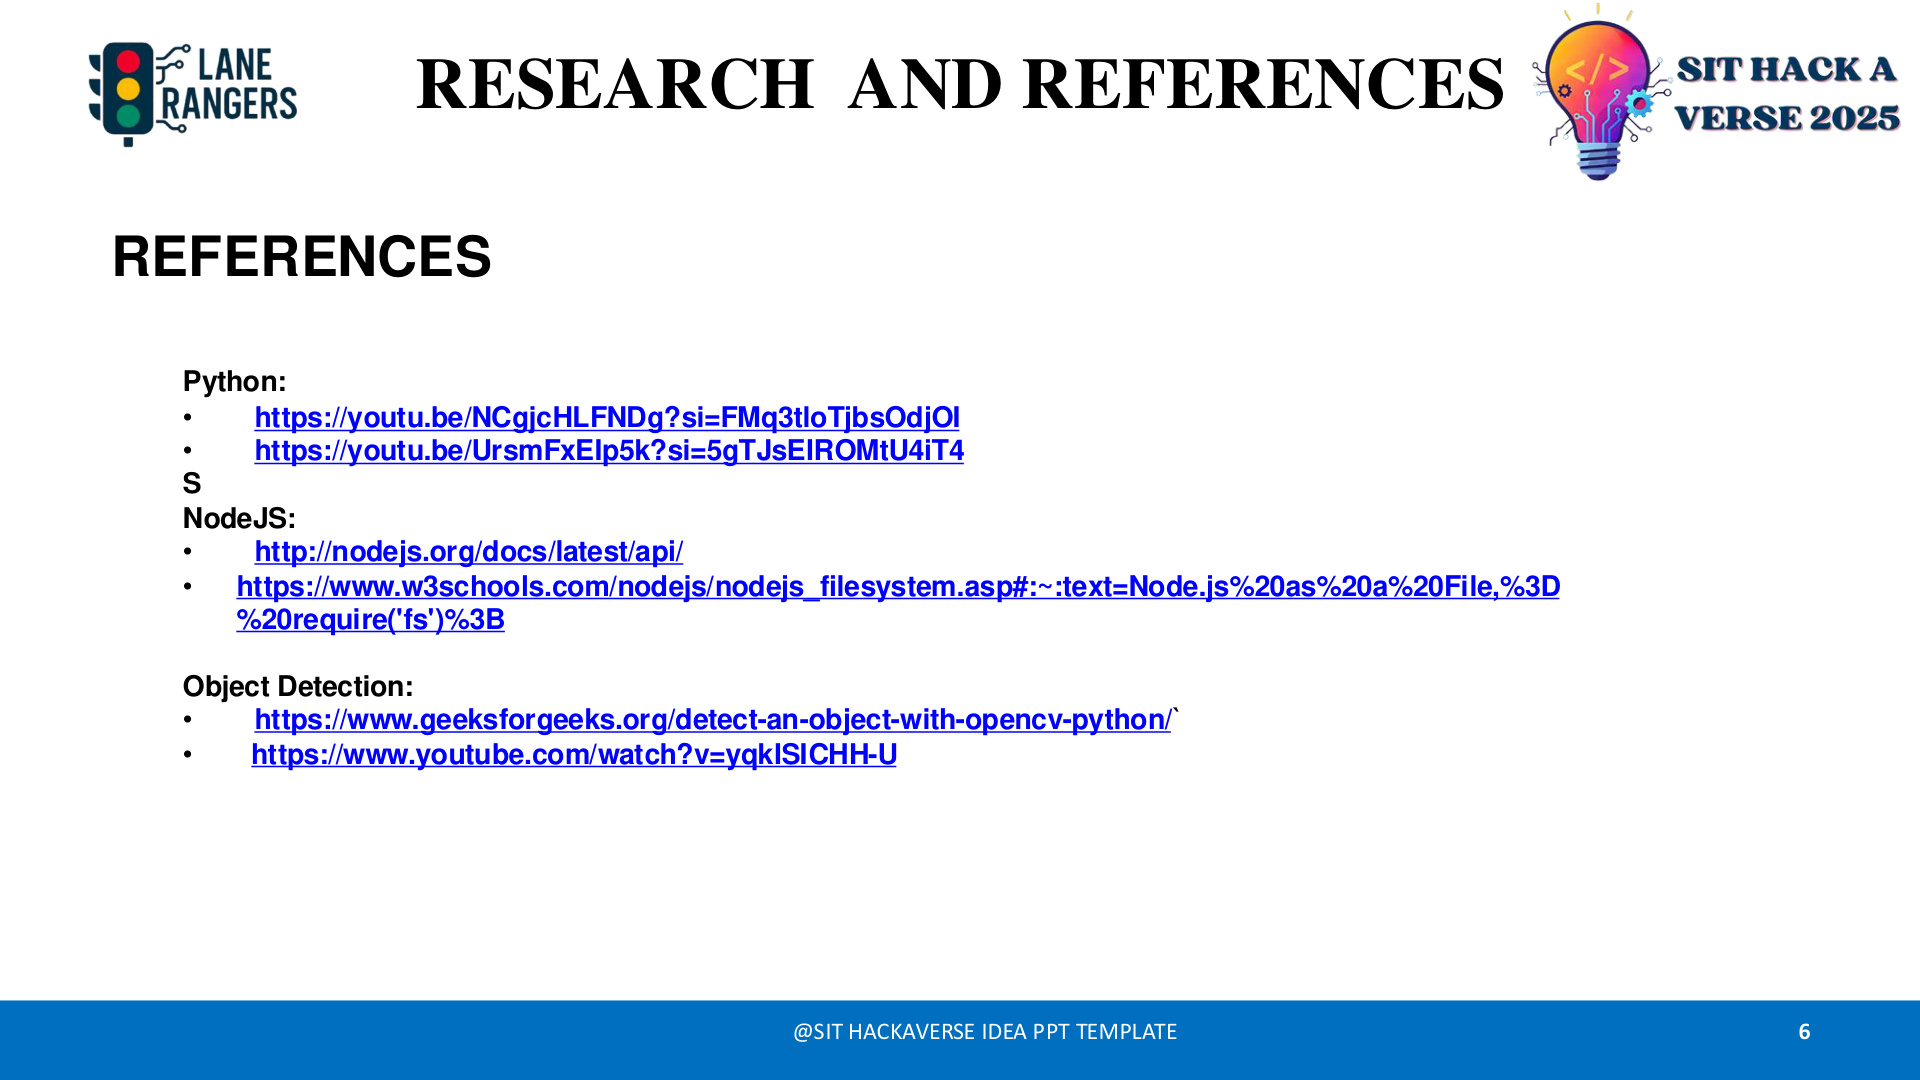 LANE
RANGERS
RESEARCH AND REFERENCES
</>
SIT HACK A
VERSE 2025
REFERENCES
Python:
• https://youtu.be/NCgjcHLFNDg?si=FMq3tloTjbsOdjOI
• https://youtu.be/UrsmFxEIp5k?si=5gTJsEIROMtU4iT4
S
NodeJS:
• http://nodejs.org/docs/latest/api/
• https://www.w3schools.com/nodejs/nodejs_filesystem.asp#:~:text=Node.js%20as%20a%20File,%3D
%20require('fs')%3B
Object Detection:
• https://www.geeksforgeeks.org/detect-an-object-with-opencv-python/`
• https://www.youtube.com/watch?v=yqkISICHH-U
@SIT HACKAVERSE IDEA PPT TEMPLATE
6